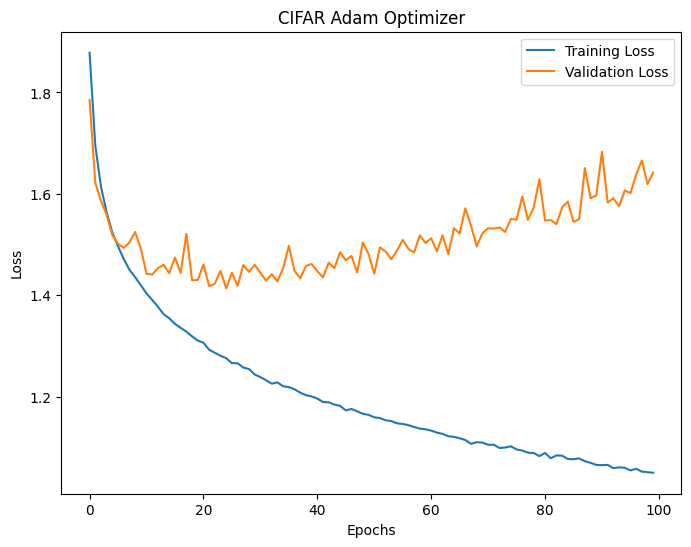 CIFAR Adam Optimizer
Training Loss
Validation Loss
1.8
1.6
1.4
1.2
Loss
0
20
40
60
80
100
Epochs